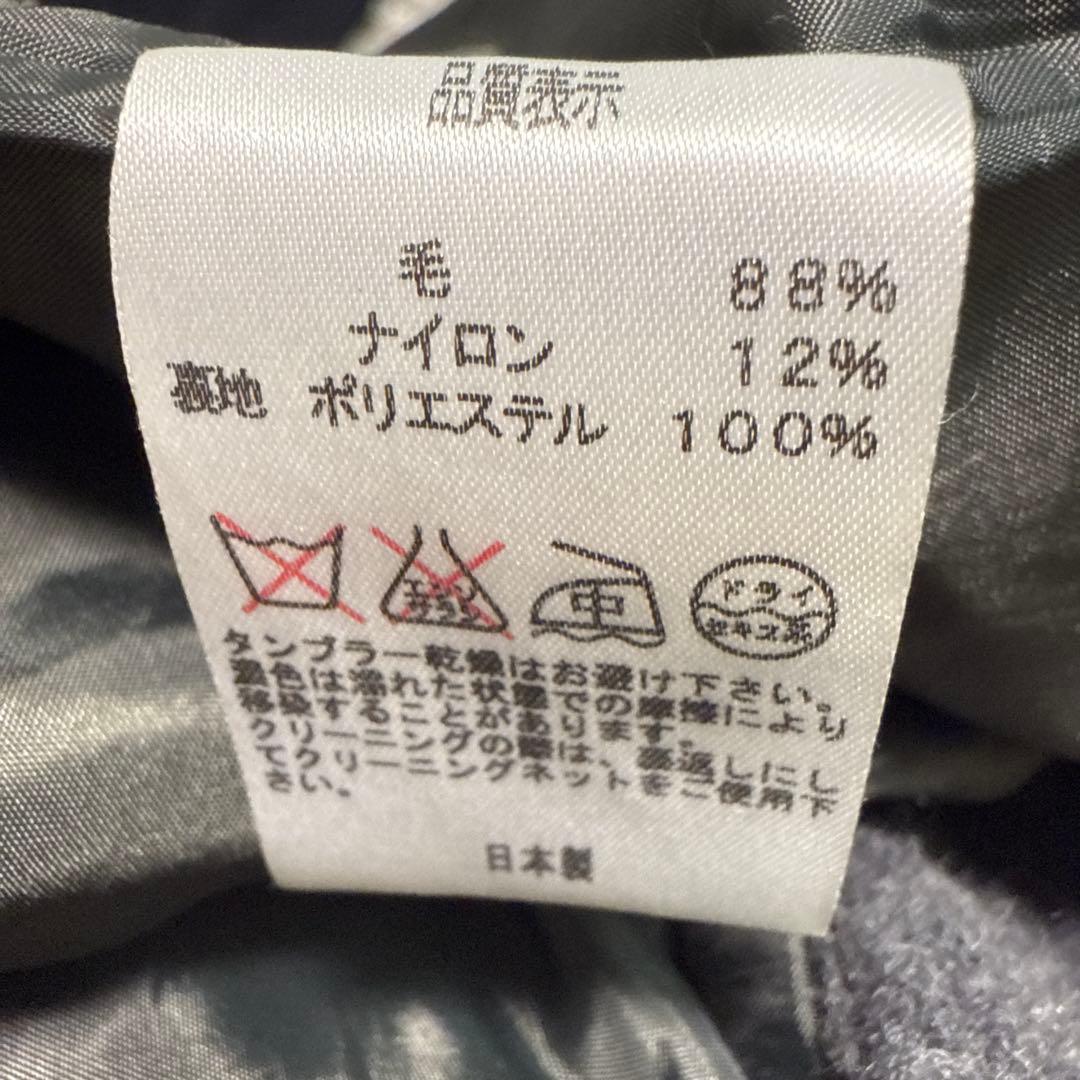 品質表示
毛 88%
ナイロン 12%
裏地 ポリエステル 100%
エンソ サラシ
中
ドライ
セキユ系
タンブラー乾燥はお避け下さい。
濃色は濡れた状態での摩擦により
移染することがあります。
クリーニングの際は、裏返しにし
てクリーニングネットをご使用下
さい。
日本製